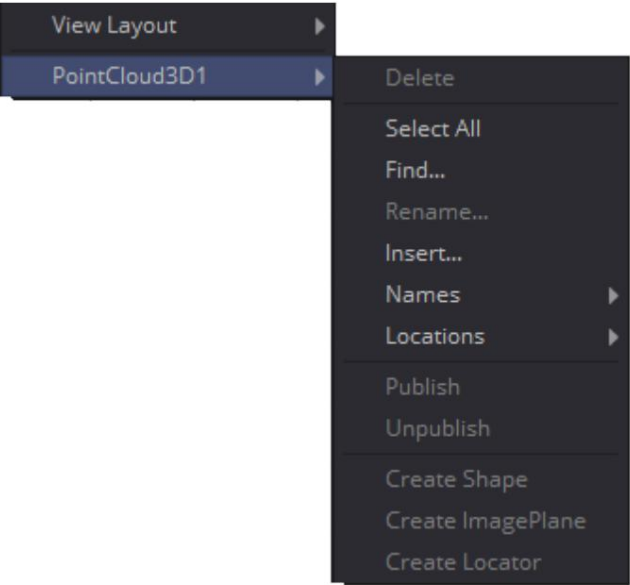 View Layout
PointCloud3D1
Delete
Select All
Find...
Rename...
Insert...
Names
Locations
Publish
Unpublish
Create Shape
Create ImagePlane
Create Locator